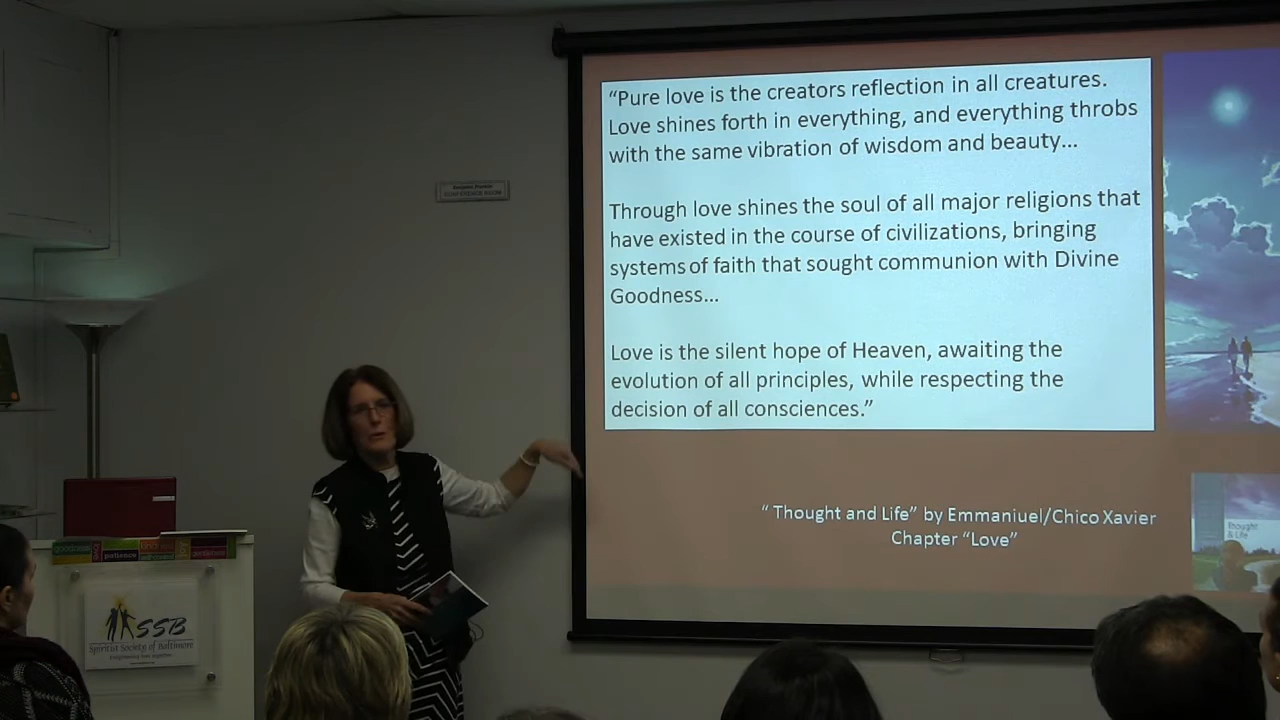 “Pure love is the creators reflection in all creatures.
Love shines forth in everything, and everything throbs
with the same vibration of wisdom and beauty…
Through love shines the soul of all major religions that
have existed in the course of civilizations, bringing
systems of faith that sought communion with Divine
Goodness…
Love is the silent hope of Heaven, awaiting the
evolution of all principles, while respecting the
decision of all consciences.”
“ Thought and Life” by Emmaniuel/Chico Xavier
Chapter “Love”
Thought
& Life
CONFERENCE ROOM
goodness
patience
SSB
Spiritist Society of Baltimore